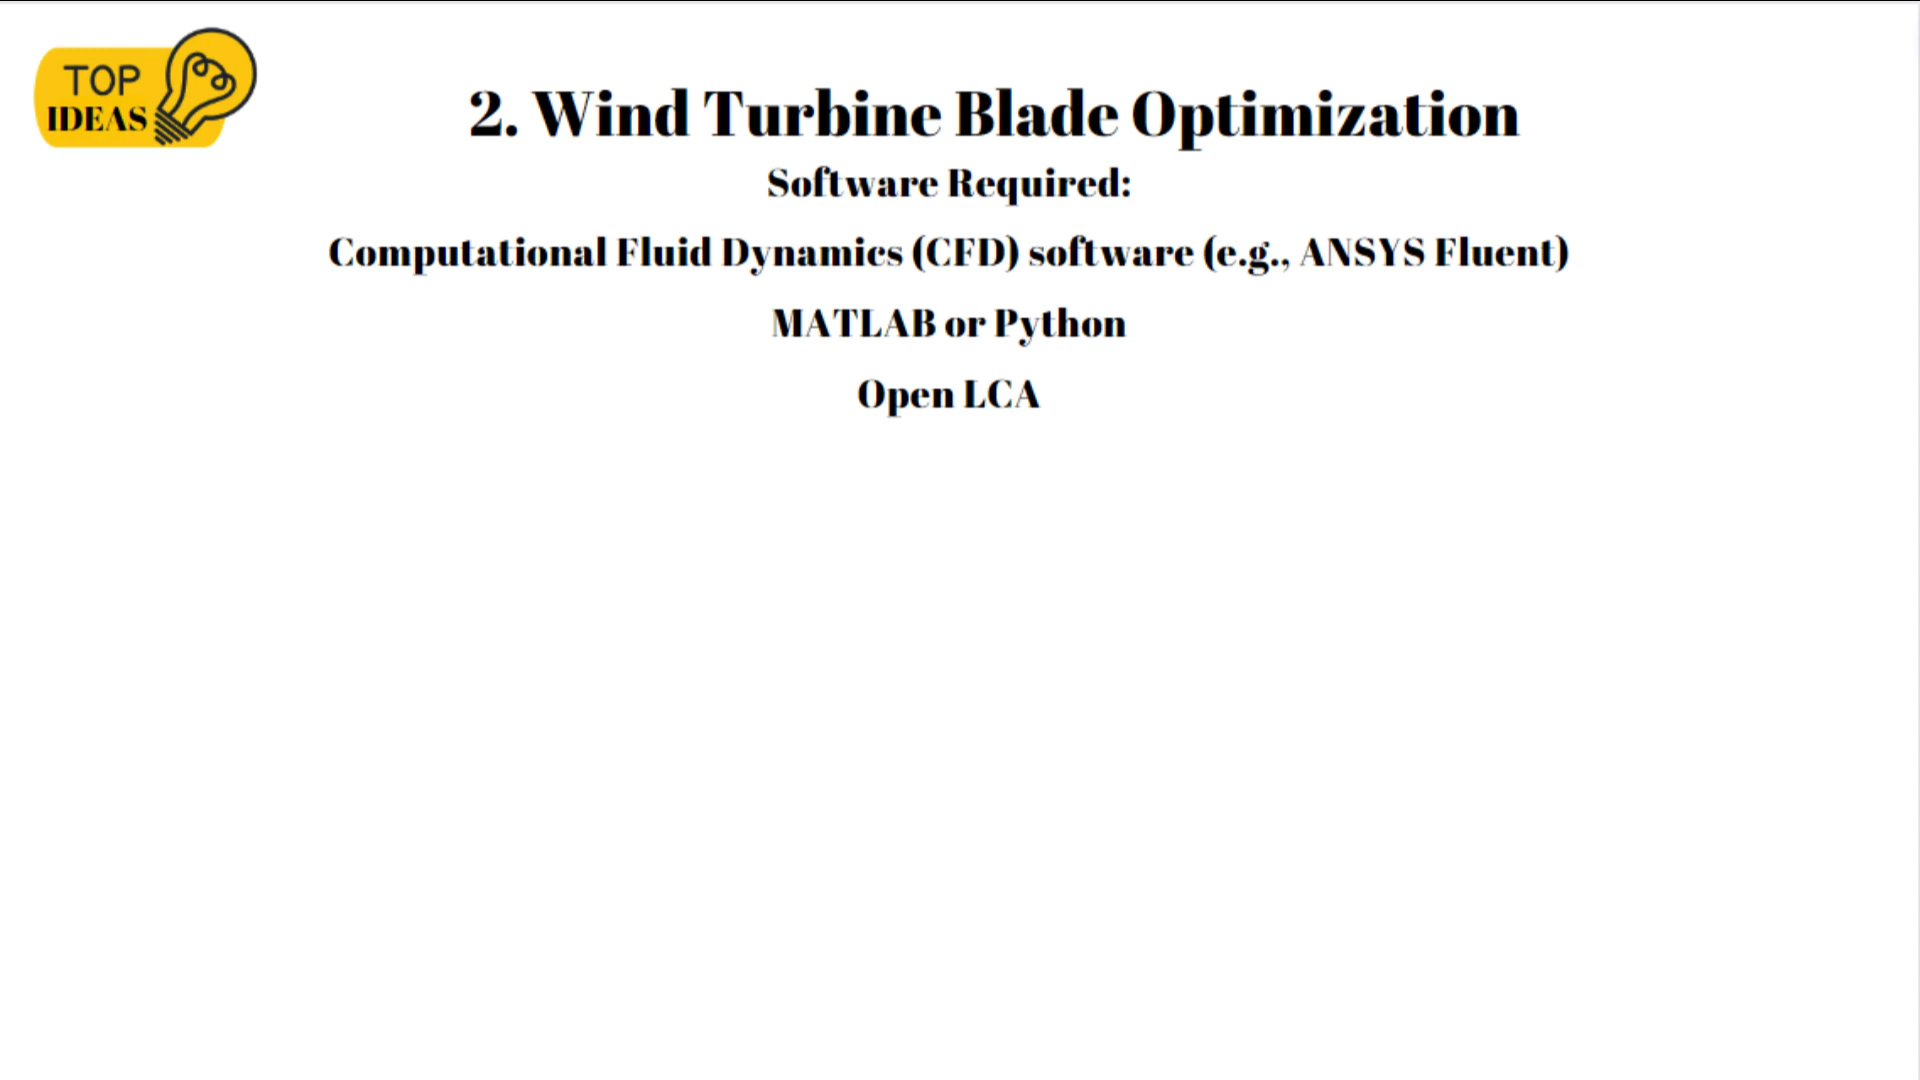 TOP
IDEAS
2. Wind Turbine Blade Optimization
Software Required:
Computational Fluid Dynamics (CFD) software (e.g., ANSYS Fluent)
MATLAB or Python
Open LCA